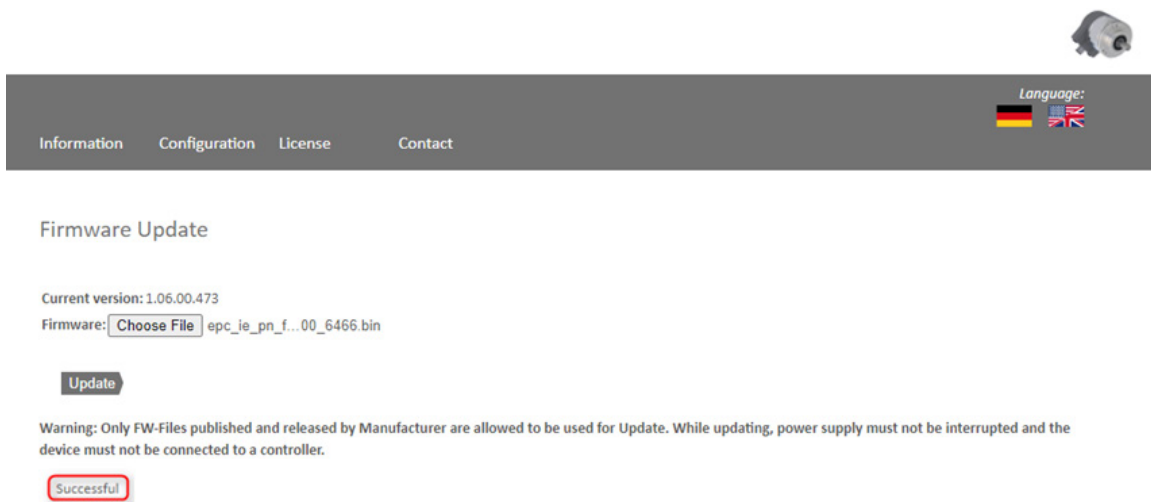 Language:
Information Configuration License Contact
Firmware Update
Current version: 1.06.00.473
Firmware: Choose File epc_ie_pn_f...00_6466.bin
Update
Warning: Only FW-Files published and released by Manufacturer are allowed to be used for Update. While updating, power supply must not be interrupted and the
device must not be connected to a controller.
Successful